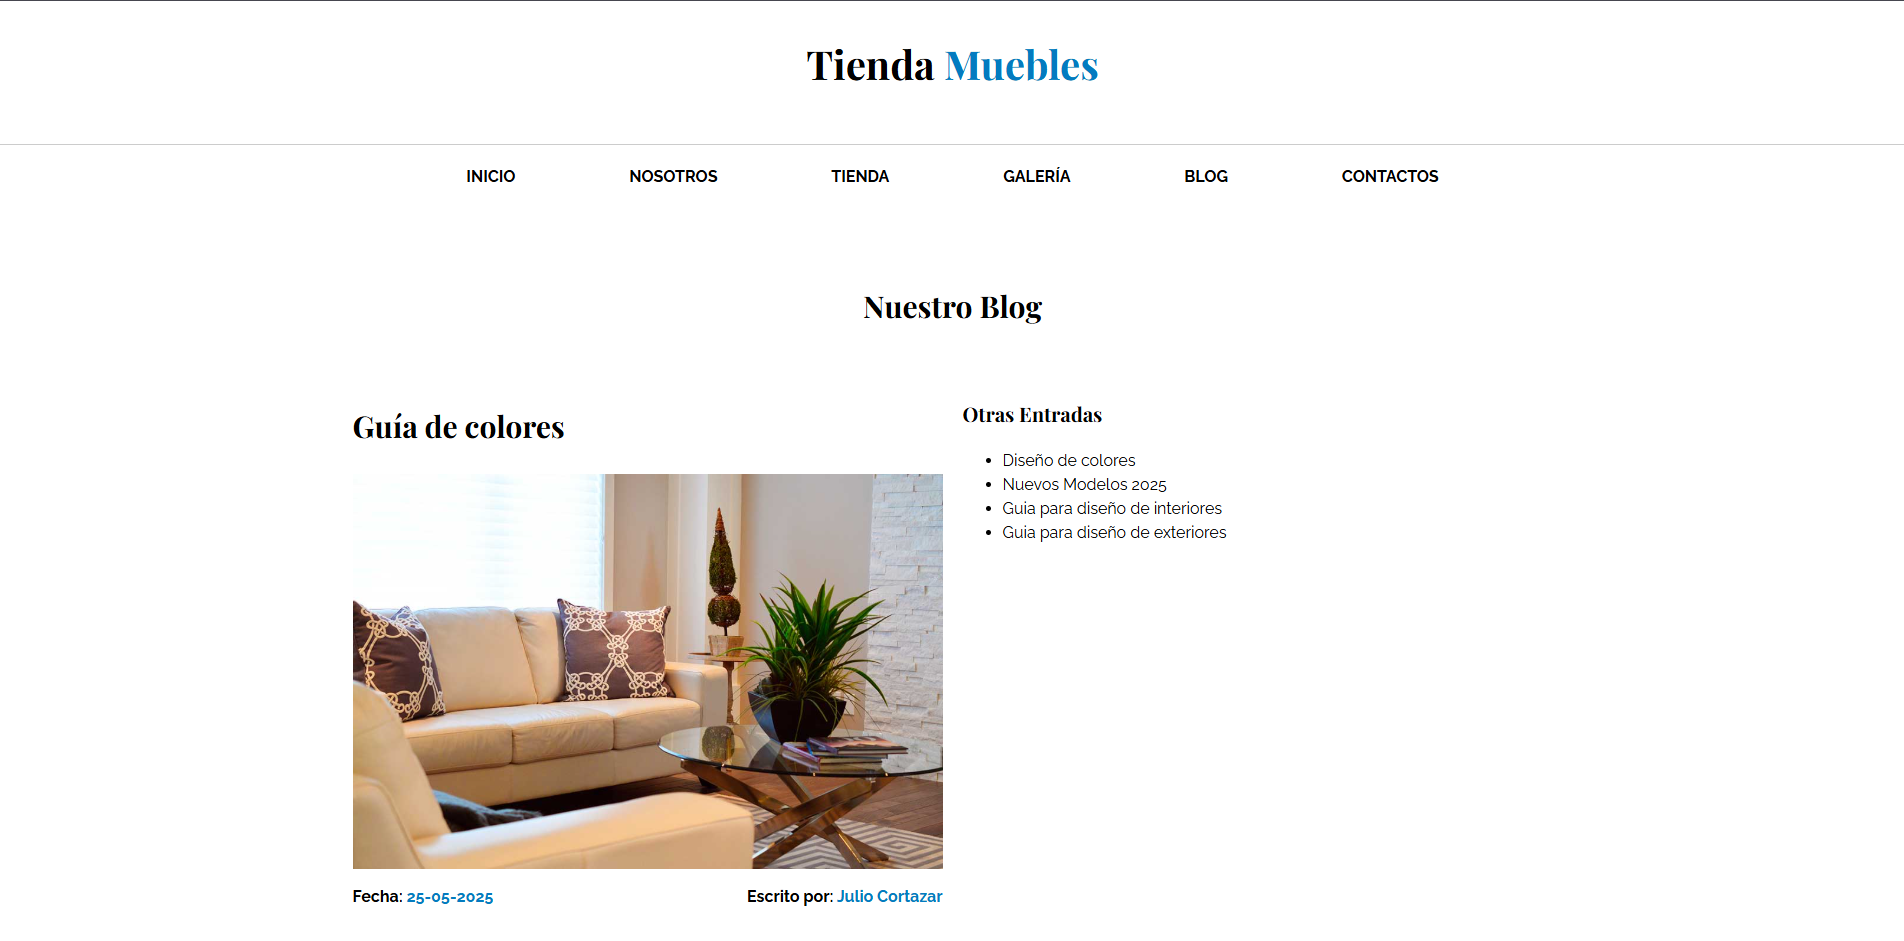 Tienda Muebles
INICIO NOSOTROS TIENDA GALERÍA BLOG CONTACTOS
Nuestro Blog
Guía de colores
Fecha: 25-05-2025 Escrito por: Julio Cortazar
Otras Entradas
Diseño de colores
Nuevos Modelos 2025
Guia para diseño de interiores
Guia para diseño de exteriores